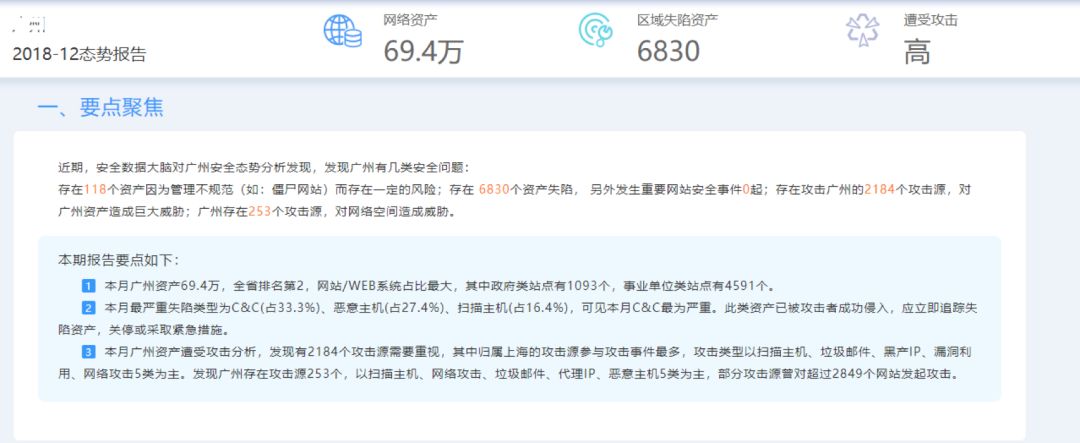 广州
网络资产
区域失陷资产
遭受攻击
2018-12态势报告
69.4万
6830
高
一、要点聚焦
近期，安全数据大脑对广州安全态势分析发现，发现广州有几类安全问题：
存在118个资产因为管理不规范（如：僵尸网站）而存在一定的风险；存在 6830个资产失陷， 另外发生重要网站安全事件0起；存在攻击广州的2184个攻击源，对
广州资产造成巨大威胁；广州存在253个攻击源，对网络空间造成威胁。
本期报告要点如下：
1 本月广州资产69.4万，全省排名第2，网站/WEB系统占比最大，其中政府类站点有1093个，事业单位类站点有4591个。
2 本月最严重失陷类型为C&C(占33.3%)、恶意主机(占27.4%)、扫描主机(占16.4%)，可见本月C&C最为严重。此类资产已被攻击者成功侵入，应立即追踪失
陷资产，关停或采取紧急措施。
3 本月广州资产遭受攻击分析，发现有2184个攻击源需要重视，其中归属上海的攻击源参与攻击事件最多，攻击类型以扫描主机、垃圾邮件、黑产IP、漏洞利
用、网络攻击5类为主。发现广州存在攻击源253个，以扫描主机、网络攻击、垃圾邮件、代理IP、恶意主机5类为主，部分攻击源曾对超过2849个网站发起攻击。